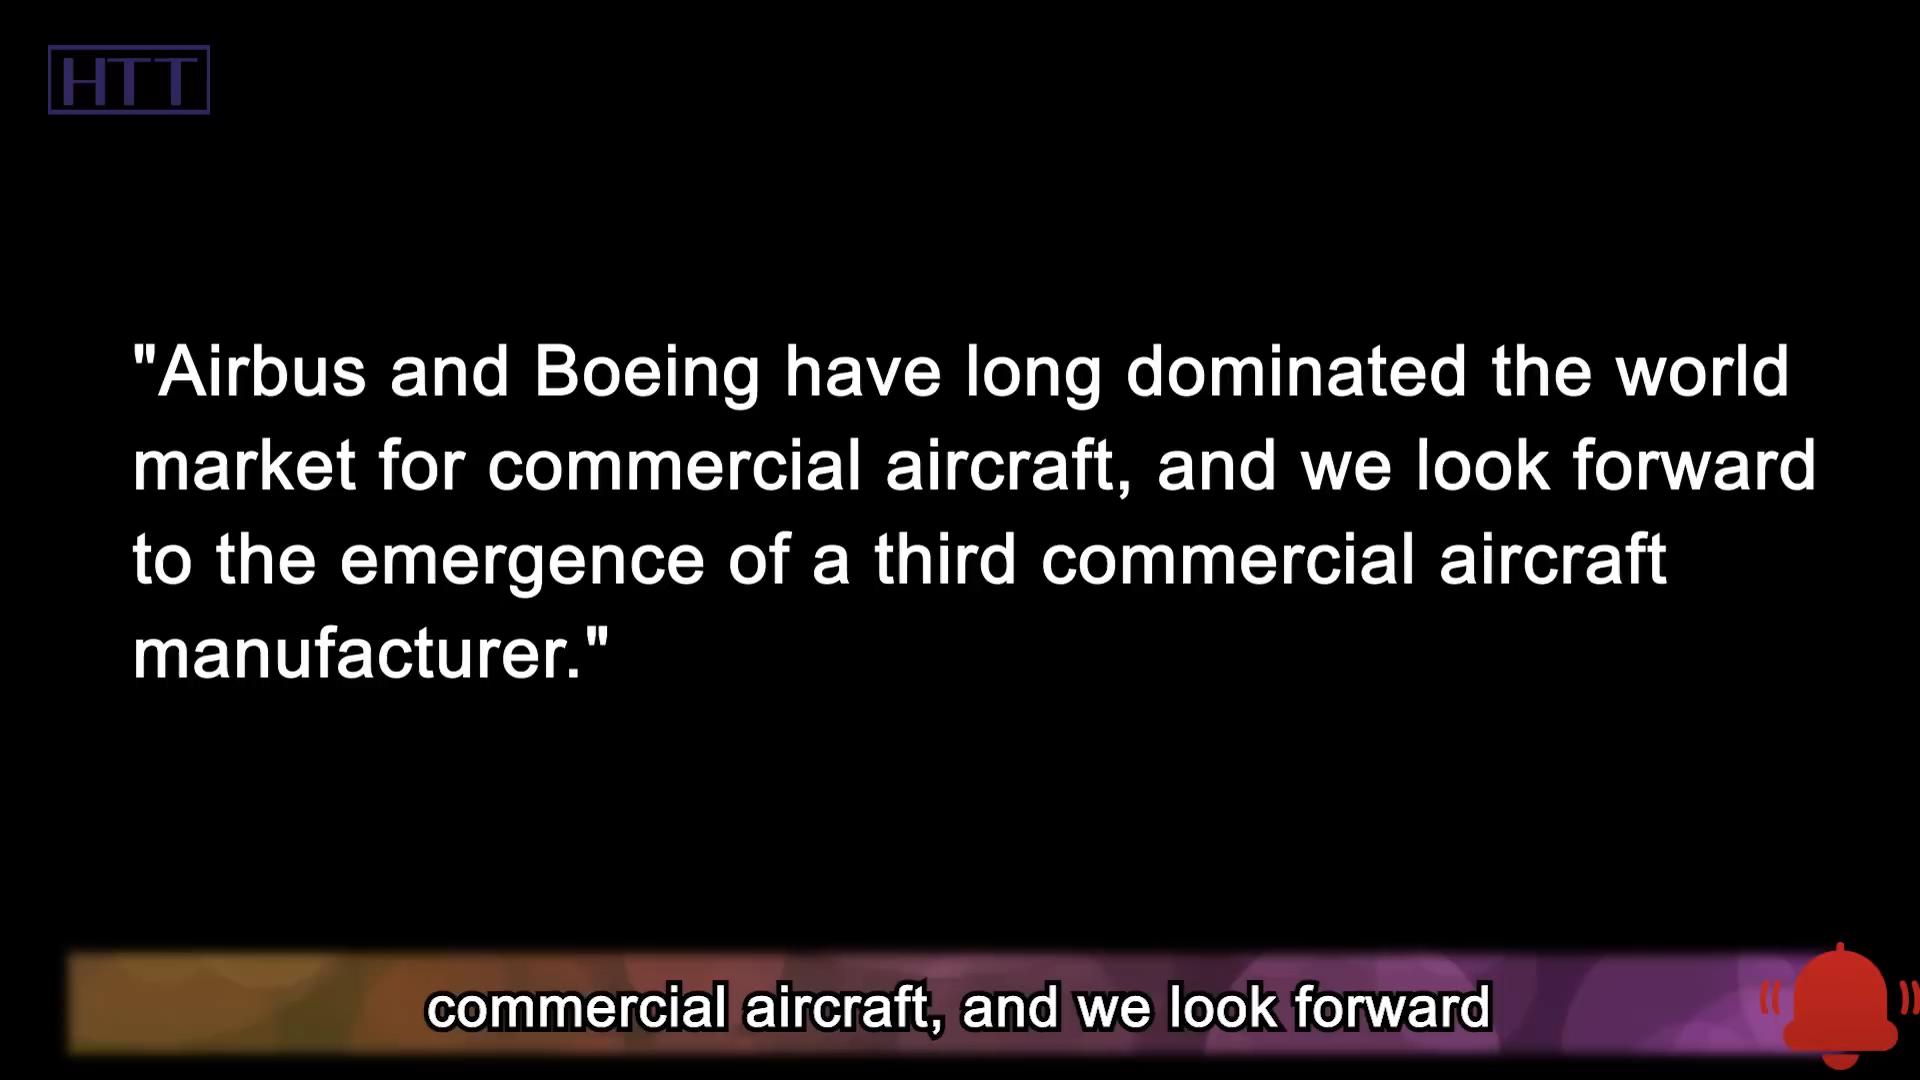 HTT
"Airbus and Boeing have long dominated the world
market for commercial aircraft, and we look forward
to the emergence of a third commercial aircraft
manufacturer."
commercial aircraft, and we look forward